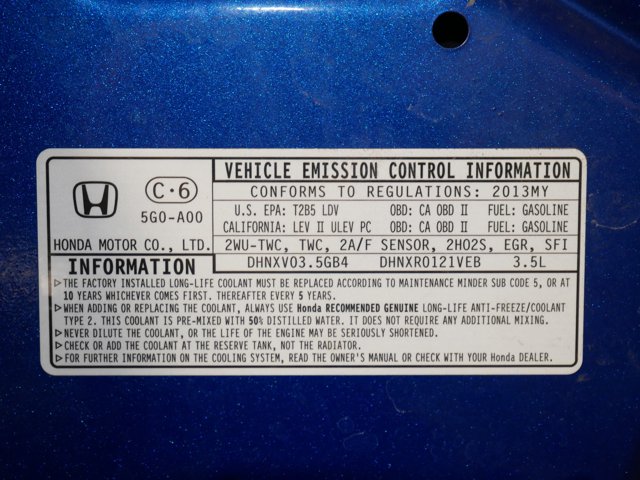 VEHICLE EMISSION CONTROL INFORMATION
C·6
5G0-A00
HONDA MOTOR CO., LTD.
CONFORMS TO REGULATIONS: 2013MY
U.S. EPA: T2B5 LDV OBD: CA OBD II FUEL: GASOLINE
CALIFORNIA: LEV II ULEV PC OBD: CA OBD II FUEL: GASOLINE
2WU-TWC, TWC, 2A/F SENSOR, 2HO2S, EGR, SFI
INFORMATION DHNXV03.5GB4 DHNXR0121VEB 3.5L
▷THE FACTORY INSTALLED LONG-LIFE COOLANT MUST BE REPLACED ACCORDING TO MAINTENANCE MINDER SUB CODE 5, OR AT
10 YEARS WHICHEVER COMES FIRST. THEREAFTER EVERY 5 YEARS.
▷WHEN ADDING OR REPLACING THE COOLANT, ALWAYS USE Honda RECOMMENDED GENUINE LONG-LIFE ANTI-FREEZE/COOLANT
TYPE 2. THIS COOLANT IS PRE-MIXED WITH 50% DISTILLED WATER. IT DOES NOT REQUIRE ANY ADDITIONAL MIXING.
▷NEVER DILUTE THE COOLANT, OR THE LIFE OF THE ENGINE MAY BE SERIOUSLY SHORTENED.
▷CHECK OR ADD THE COOLANT AT THE RESERVE TANK, NOT THE RADIATOR.
▷FOR FURTHER INFORMATION ON THE COOLING SYSTEM, READ THE OWNER'S MANUAL OR CHECK WITH YOUR Honda DEALER.